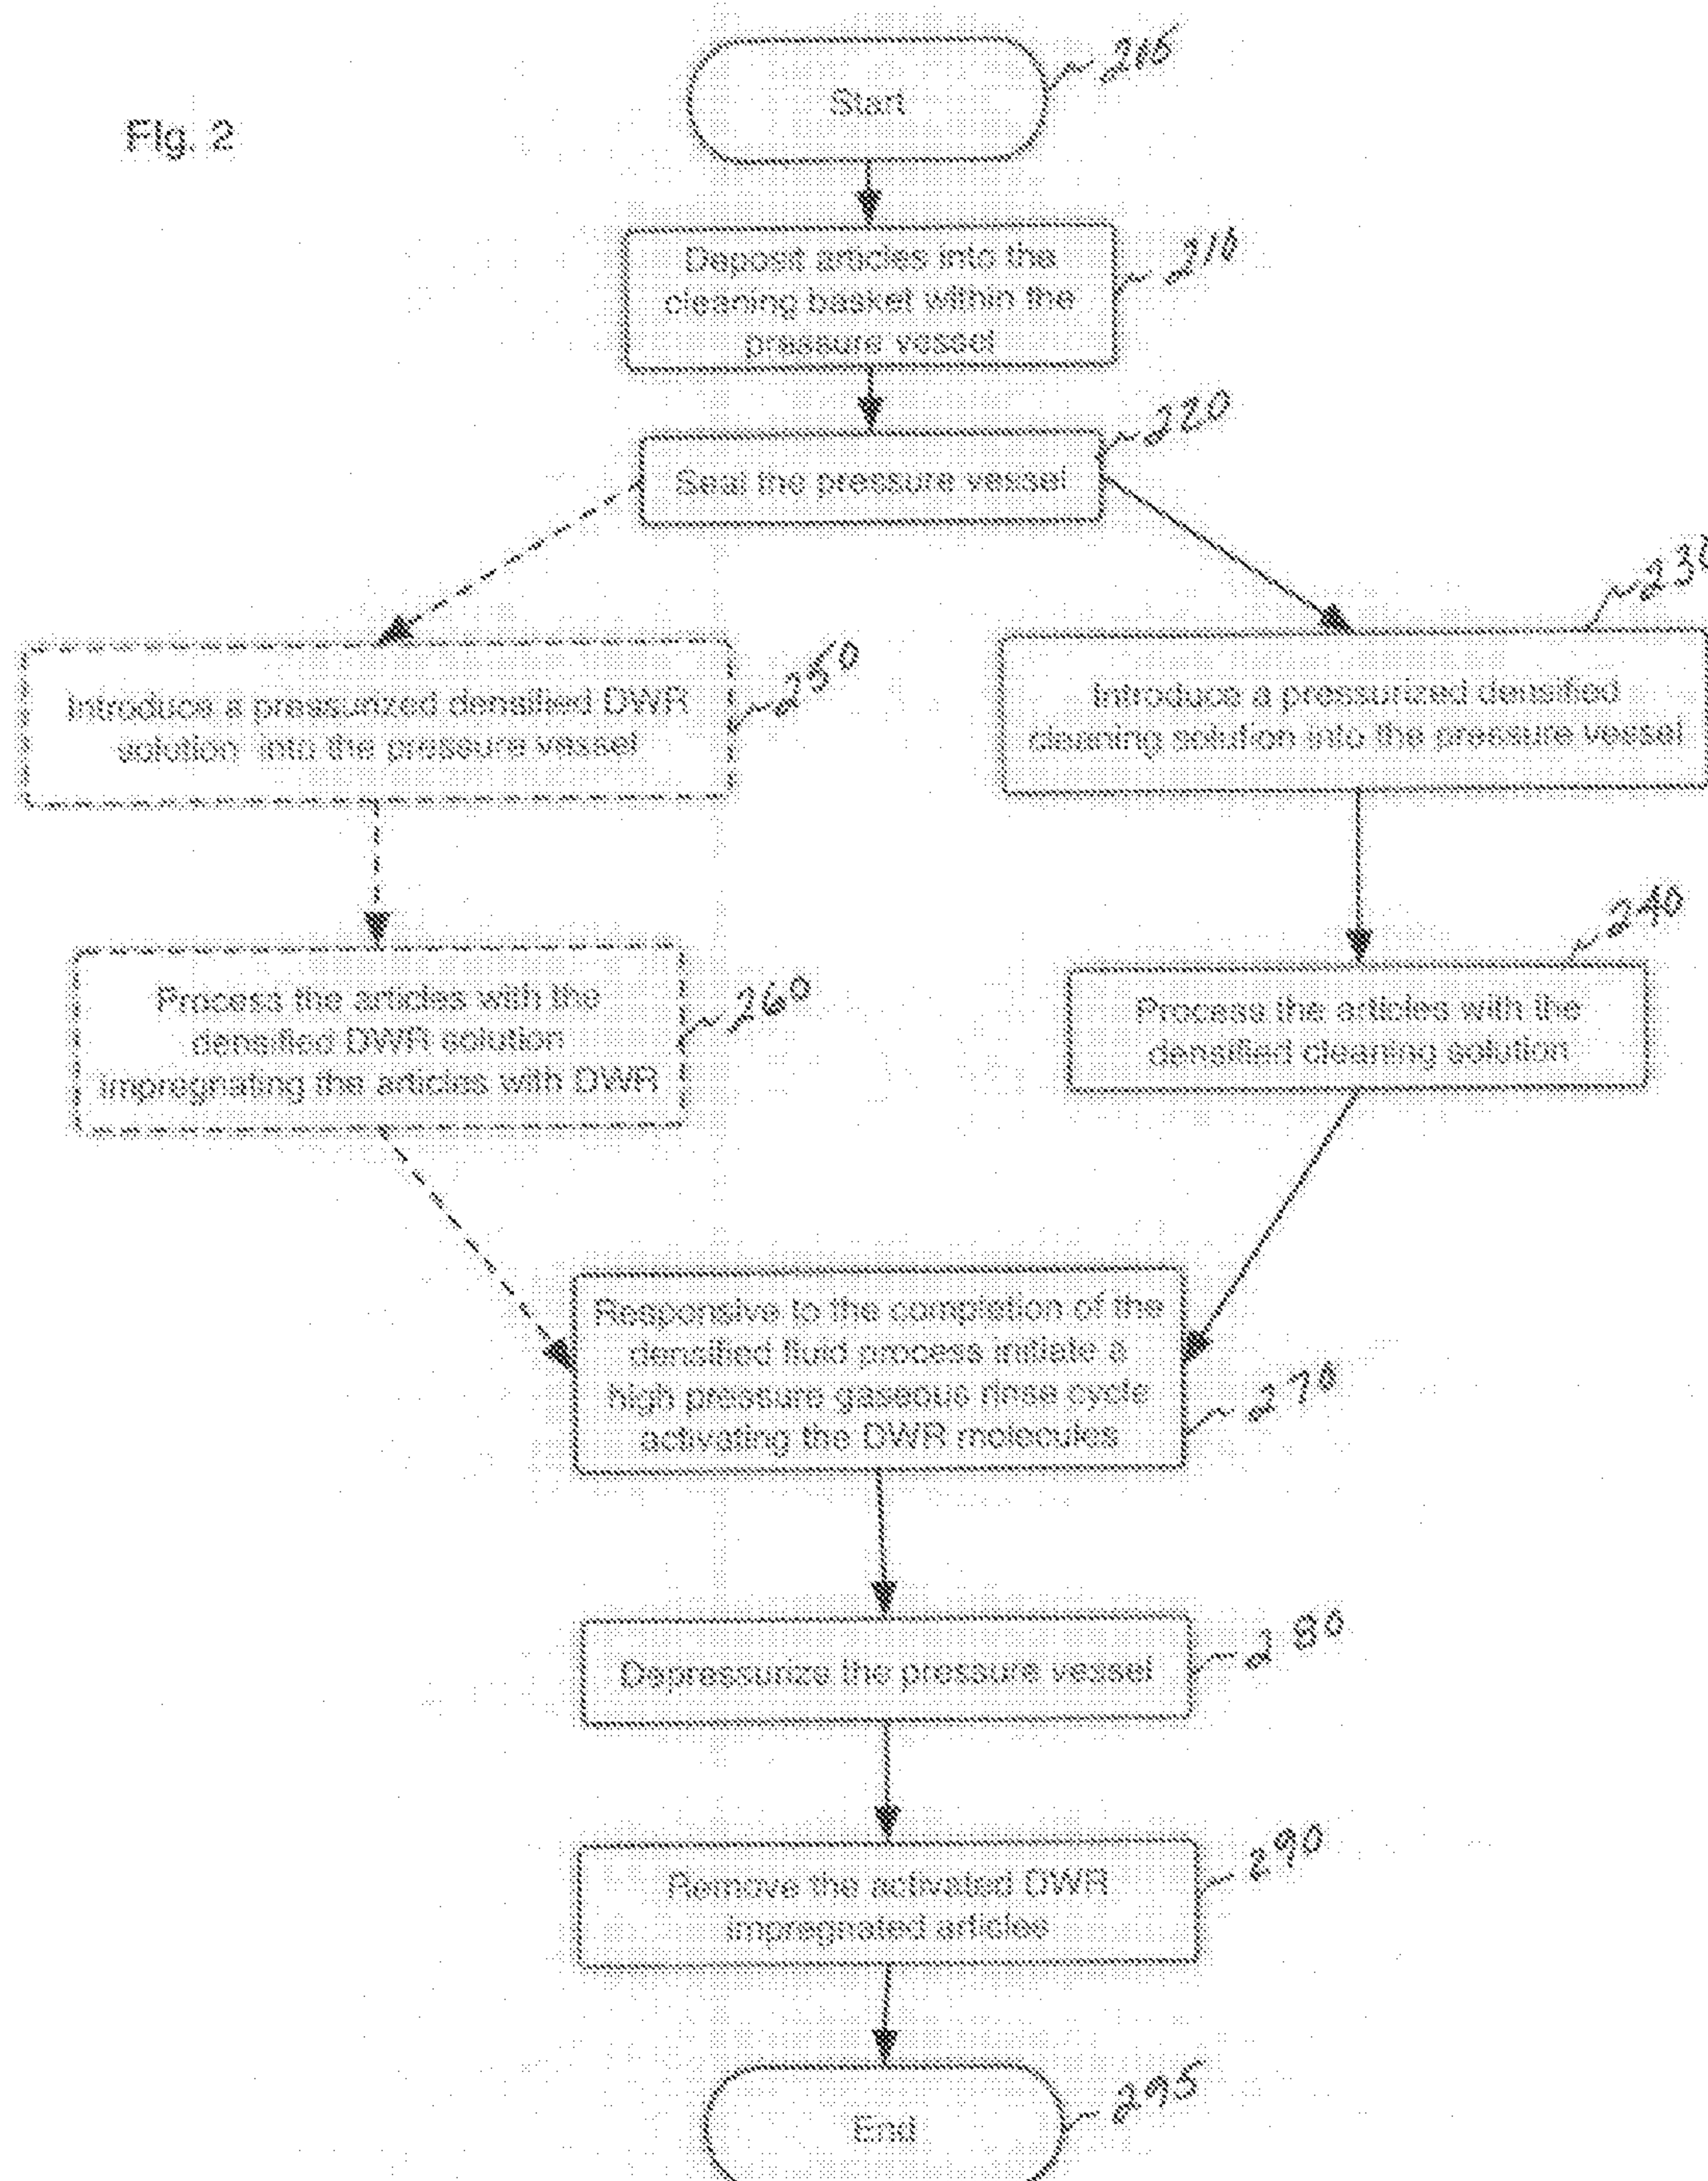 Fig. 2
Start
Deposit articles into the
cleaning basket within the
pressure vessel
210
Seal the pressure vessel
220
Introduce a pressurized densified DWR
solution into the pressure vessel
250
Introduce a pressurized densified
cleaning solution into the pressure vessel
Process the articles with the
densified DWR solution
impregnating the articles with DWR
260
Process the articles with the
densified cleaning solution
240
Responsive to the completion of the
densified fluid process initiate a
high pressure gaseous rinse cycle
activating the DWR molecules
270
Depressurize the pressure vessel
280
Remove the activated DWR
impregnated articles
290
End
295